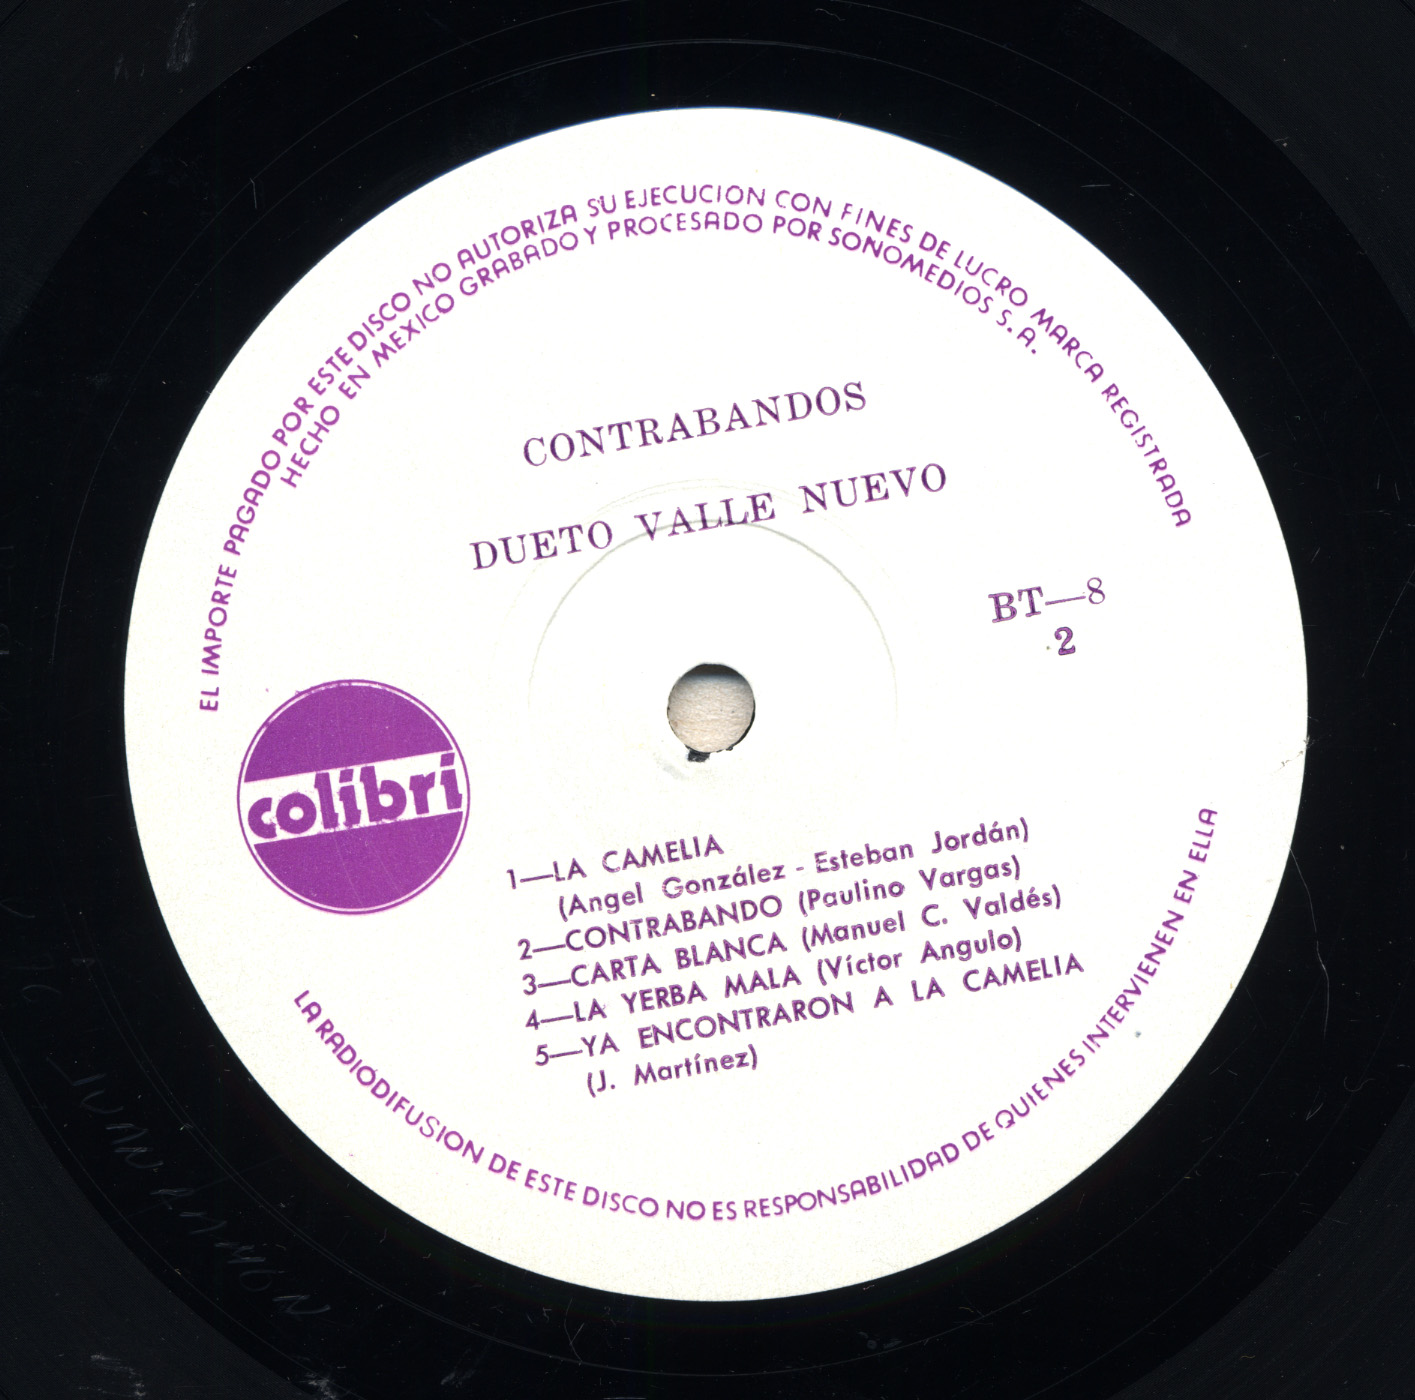 EL IMPORTE PAGADO POR ESTE DISCO NO AUTORIZA SU EJECUCION CON FINES DE LUCRO MARCA REGISTRADA
HECHO EN MEXICO GRABADO Y PROCESADO POR SONOMEDIOS S. A.
CONTRABANDOS
DUETO VALLE NUEVO
BT—8
2
colibrí
1—LA CAMELIA
(Angel González - Esteban Jordán)
2—CONTRABANDO (Paulino Vargas)
3—CARTA BLANCA (Manuel C. Valdés)
4—LA YERBA MALA (Víctor Angulo)
5—YA ENCONTRARON A LA CAMELIA
(J. Martínez)
LA RADIODIFUSION DE ESTE DISCO NO ES RESPONSABILIDAD DE QUIENES INTERVIENEN EN ELLA